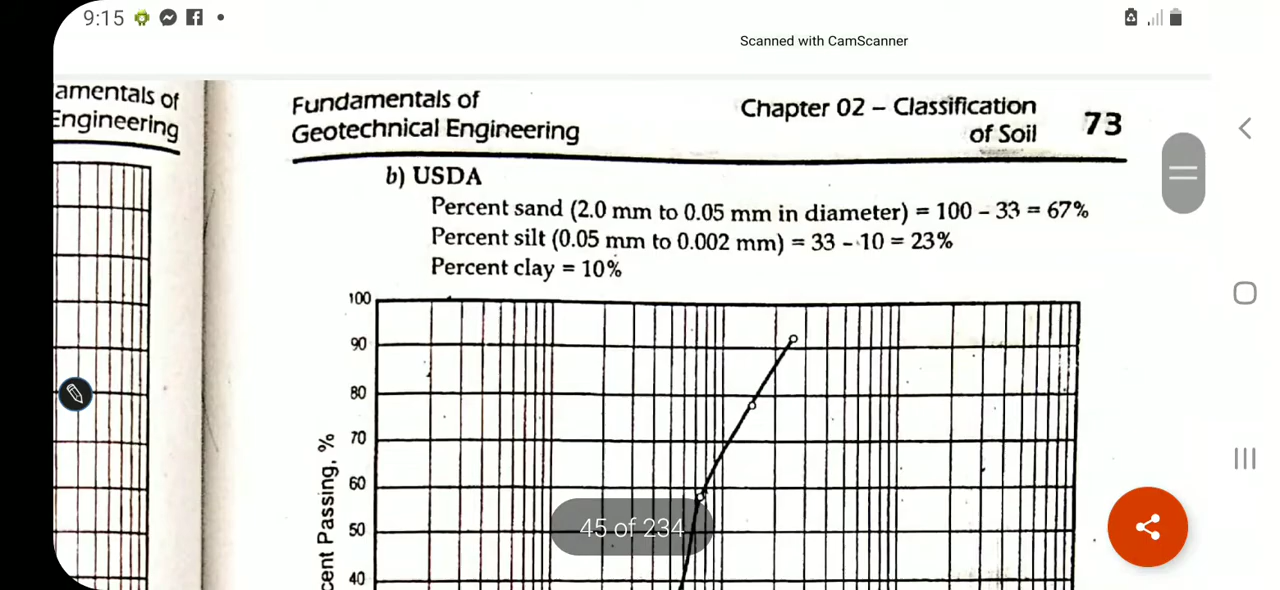 9:15
Scanned with CamScanner
amentals of
Engineering
Fundamentals of
Geotechnical Engineering
Chapter 02 – Classification
of Soil
73
b) USDA
Percent sand (2.0 mm to 0.05 mm in diameter) = 100 – 33 = 67%
Percent silt (0.05 mm to 0.002 mm) = 33 – 10 = 23%
Percent clay = 10%
100
90
80
70
60
50
40
cent Passing, %
45 of 234